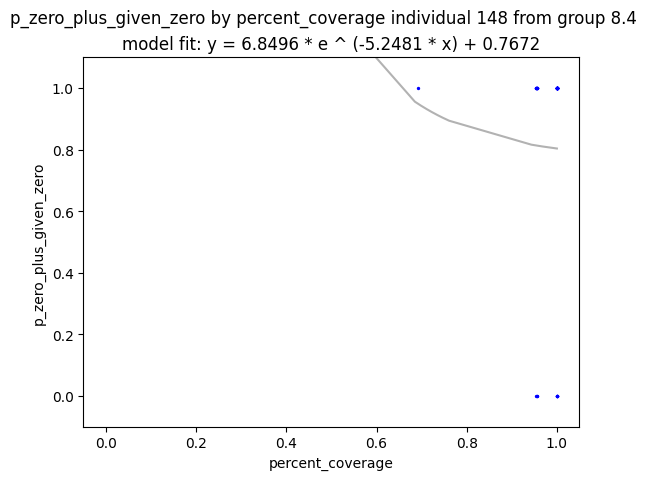 p_zero_plus_given_zero by percent_coverage individual 148 from group 8.4
model fit: y = 6.8496 * e ^ (-5.2481 * x) + 0.7672
1.0
0.8
0.6
0.4
0.2
0.0
p_zero_plus_given_zero
0.0 0.2 0.4 0.6 0.8 1.0
percent_coverage